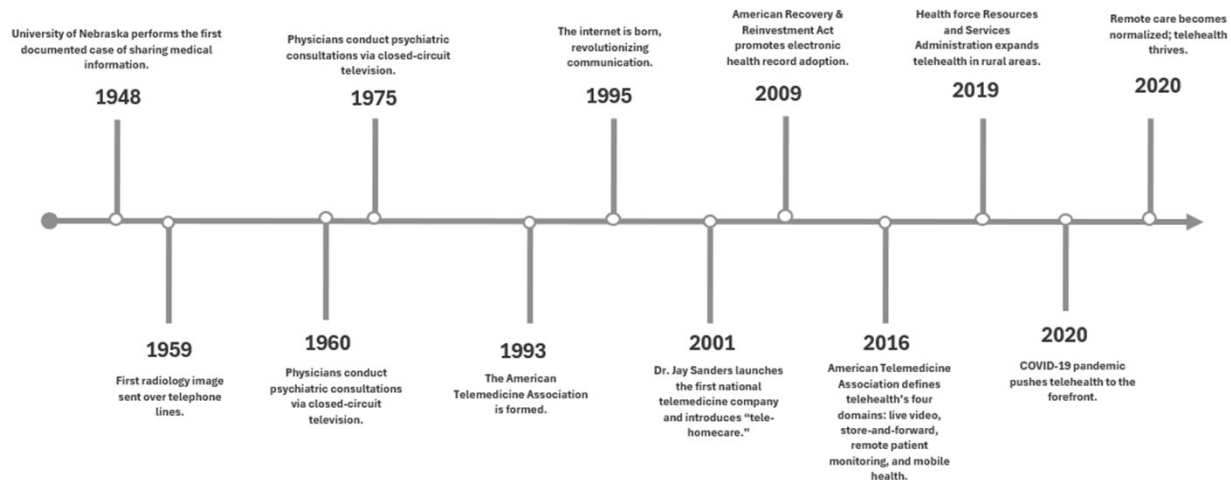 University of Nebraska performs the first
documented case of sharing medical
information.
1948
Physicians conduct psychiatric
consultations via closed-circuit
television.
1975
The internet is born,
revolutionizing
communication.
1995
American Recovery &
Reinvestment Act
promotes electronic
health record adoption.
2009
Health force Resources
and Services
Administration expands
telehealth in rural areas.
2019
Remote care becomes
normalized; telehealth
thrives.
2020
1959
First radiology image
sent over telephone
lines.
1960
Physicians conduct
psychiatric consultations
via closed-circuit
television.
1993
The American
Telemedicine Association
is formed.
2001
Dr. Jay Sanders launches
the first national
telemedicine company
and introduces “tele-
homecare.”
2016
American Telemedicine
Association defines
telehealth's four
domains: live video,
store-and-forward,
remote patient
monitoring, and mobile
health.
2020
COVID-19 pandemic
pushes telehealth to the
forefront.